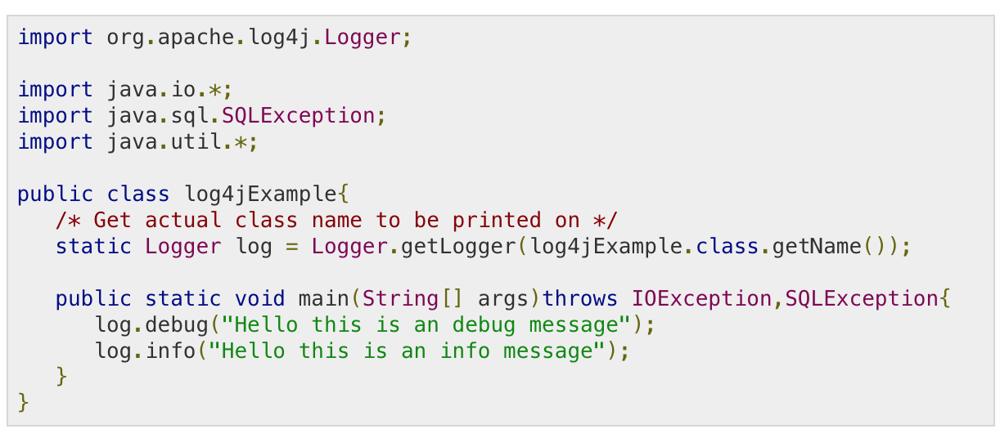 import org.apache.log4j.Logger;

import java.io.*;
import java.sql.SQLException;
import java.util.*;

public class log4jExample{
   /* Get actual class name to be printed on */
   static Logger log = Logger.getLogger(log4jExample.class.getName());

   public static void main(String[] args)throws IOException,SQLException{
      log.debug("Hello this is an debug message");
      log.info("Hello this is an info message");
   }
}